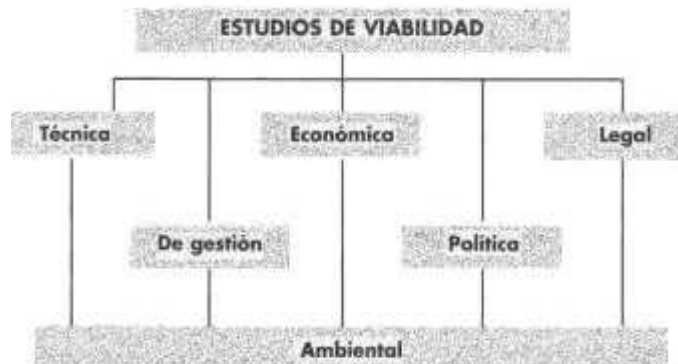 ESTUDIOS DE VIABILIDAD
Técnica
Económica
Legal
De gestión
Política
Ambiental